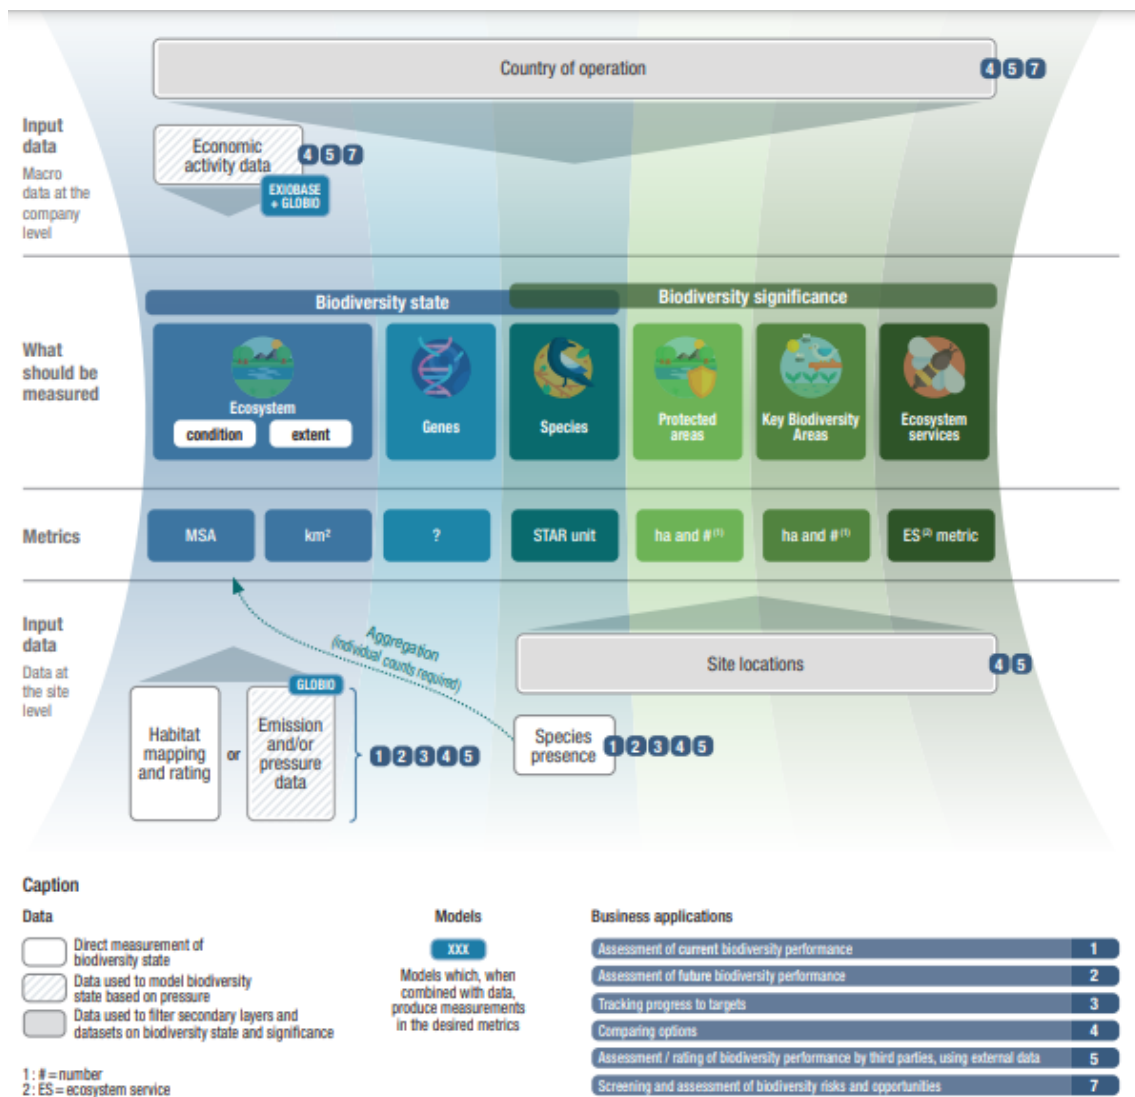 Country of operation
4 5 7
Input
data
Macro
data at the
company
level
Economic
activity data
4 5 7
EXIOBASE
+ GLOBIO
Biodiversity state
Biodiversity significance
What
should be
measured
Ecosystem
condition
extent
Genes
Species
Protected
areas
Key Biodiversity
Areas
Ecosystem
services
Metrics
MSA
km²
?
STAR unit
ha and # (1)
ha and # (1)
ES (2) metric
Input
data
Data at
the site
level
Aggregation
(individual counts required)
Site locations
4 5
GLOBIO
Habitat
mapping
and rating
or
Emission
and/or
pressure
data
1 2 3 4 5
Species
presence
1 2 3 4 5
Caption
Data
Direct measurement of
biodiversity state
Data used to model biodiversity
state based on pressure
Data used to filter secondary layers and
datasets on biodiversity state and significance
1 : # = number
2 : ES = ecosystem service
Models
XXX
Models which, when
combined with data,
produce measurements
in the desired metrics
Business applications
Assessment of current biodiversity performance 1
Assessment of future biodiversity performance 2
Tracking progress to targets 3
Comparing options 4
Assessment / rating of biodiversity performance by third parties, using external data 5
Screening and assessment of biodiversity risks and opportunities 7